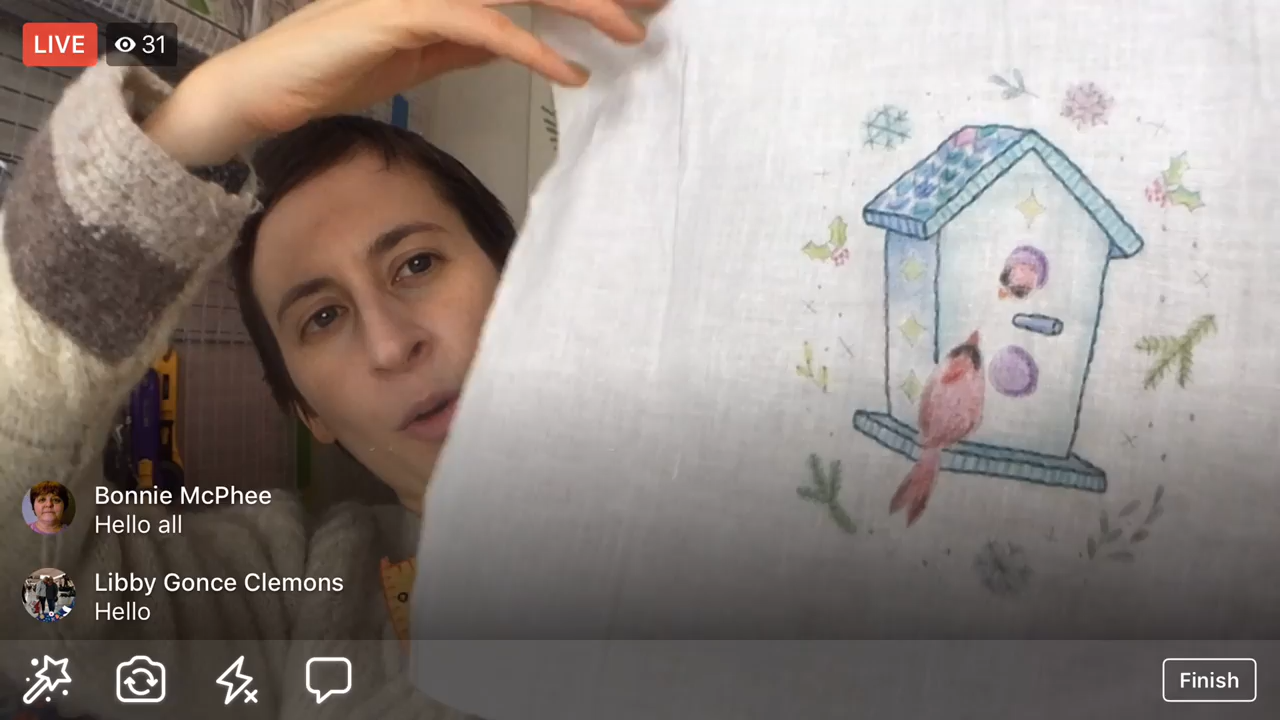 LIVE 31
Bonnie McPhee
Hello all
Libby Gonce Clemons
Hello
Finish